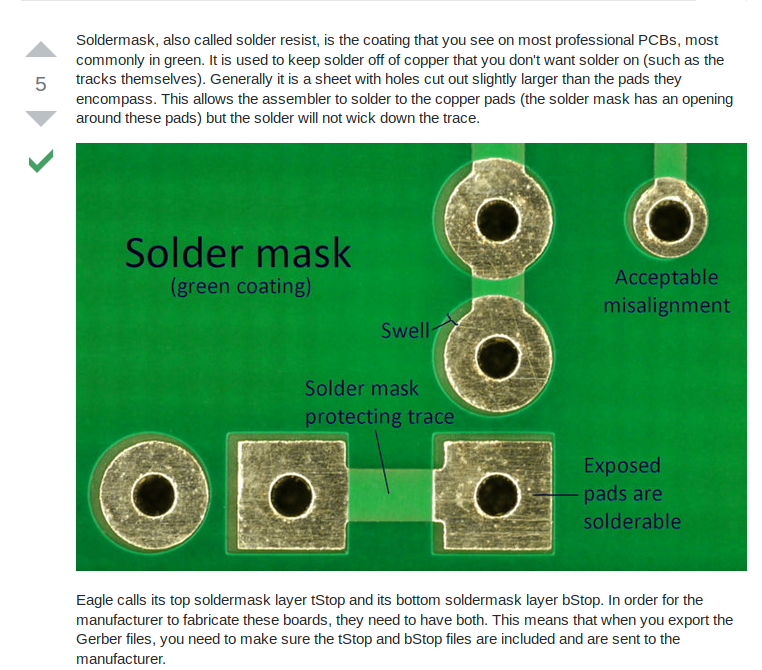 Soldermask, also called solder resist, is the coating that you see on most professional PCBs, most
commonly in green. It is used to keep solder off of copper that you don't want solder on (such as the
tracks themselves). Generally it is a sheet with holes cut out slightly larger than the pads they
encompass. This allows the assembler to solder to the copper pads (the solder mask has an opening
around these pads) but the solder will not wick down the trace.
5
Solder mask
(green coating)
Acceptable
misalignment
Swell
Solder mask
protecting trace
Exposed
pads are
solderable
Eagle calls its top soldermask layer tStop and its bottom soldermask layer bStop. In order for the
manufacturer to fabricate these boards, they need to have both. This means that when you export the
Gerber files, you need to make sure the tStop and bStop files are included and are sent to the
manufacturer.